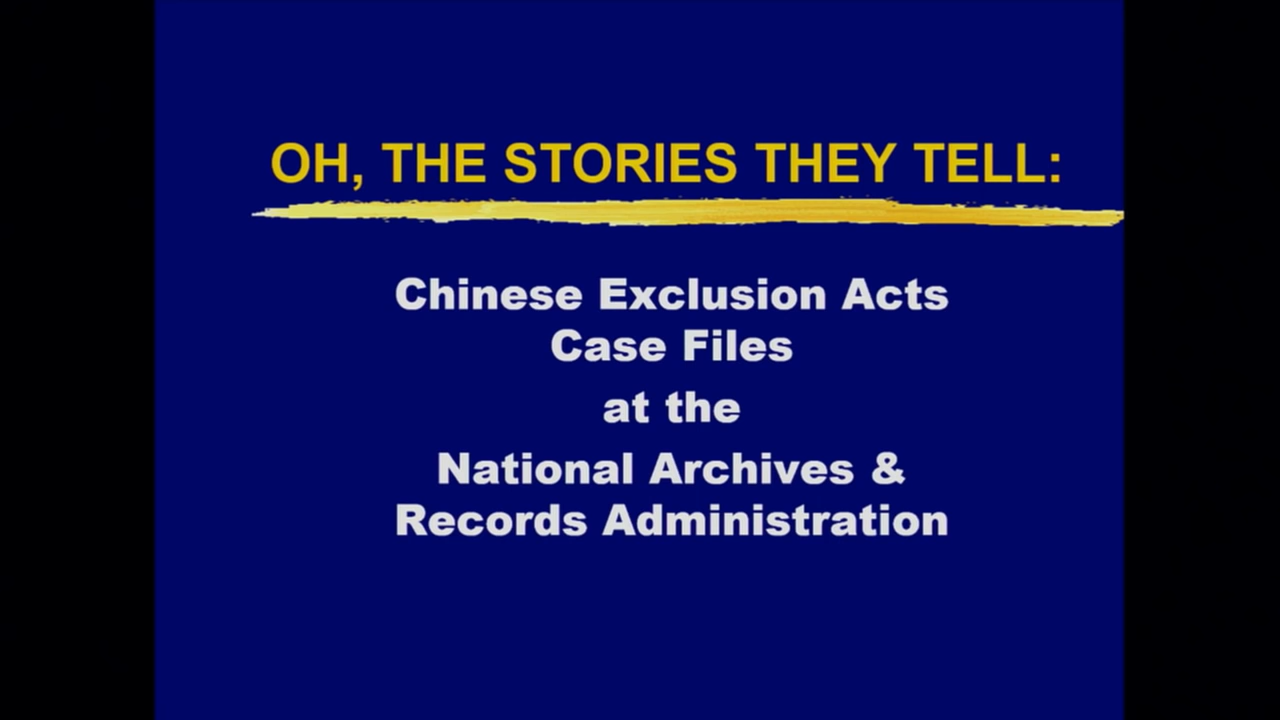 OH, THE STORIES THEY TELL:
Chinese Exclusion Acts
Case Files
at the
National Archives &
Records Administration